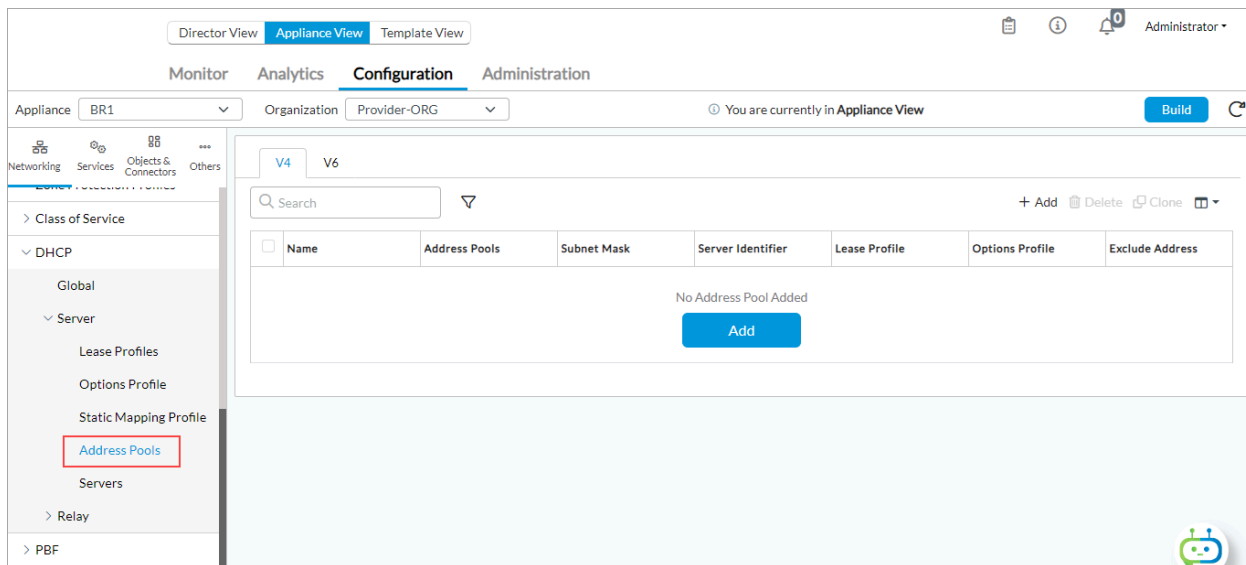 Director View Appliance View Template View
0
Administrator
Monitor Analytics Configuration Administration
Appliance BR1 Organization Provider-ORG You are currently in Appliance View Build
Networking Services Objects & Connectors Others
Class of Service
DHCP
Global
Server
Lease Profiles
Options Profile
Static Mapping Profile
Address Pools
Servers
Relay
PBF
V4 V6
Search
+ Add Delete Clone
Name Address Pools Subnet Mask Server Identifier Lease Profile Options Profile Exclude Address
No Address Pool Added
Add